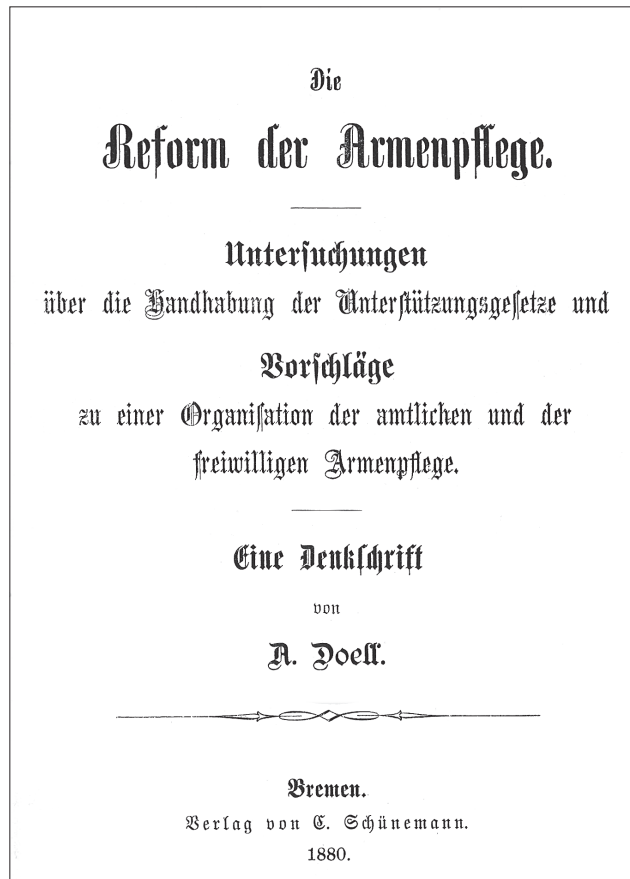 Die
Reform der Armenpflege.
Untersuchungen
über die Handhabung der Unterstützungsgesetze und
Vorschläge
zu einer Organisation der amtlichen und der
freiwilligen Armenpflege.
Eine Denkschrift
von
A. Doell.
Bremen.
Verlag von C. Schünemann.
1880.